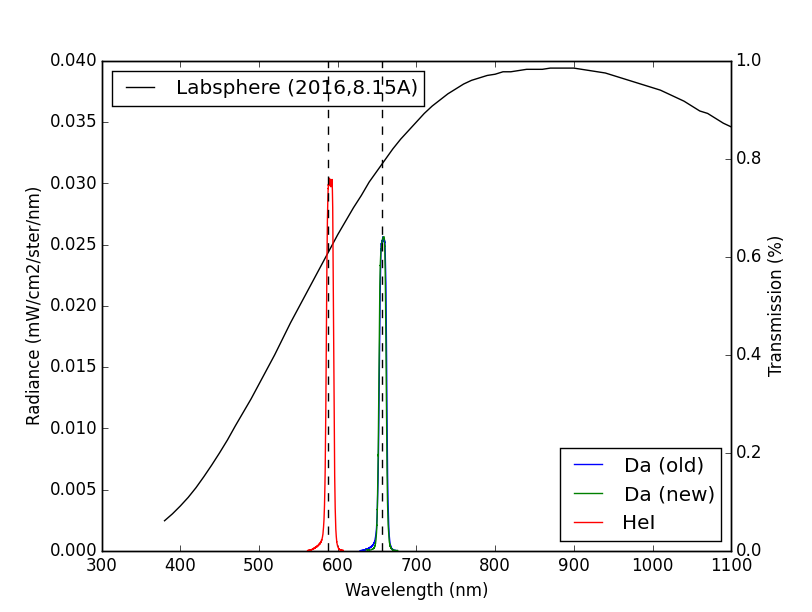 0.040
0.035
0.030
0.025
0.020
0.015
0.010
0.005
0.000
Radiance (mW/cm2/ster/nm)
Labsphere (2016,8.15A)
1.0
0.8
0.6
0.4
0.2
0.0
Transmission (%)
Da (old)
Da (new)
HeI
300 400 500 600 700 800 900 1000 1100
Wavelength (nm)